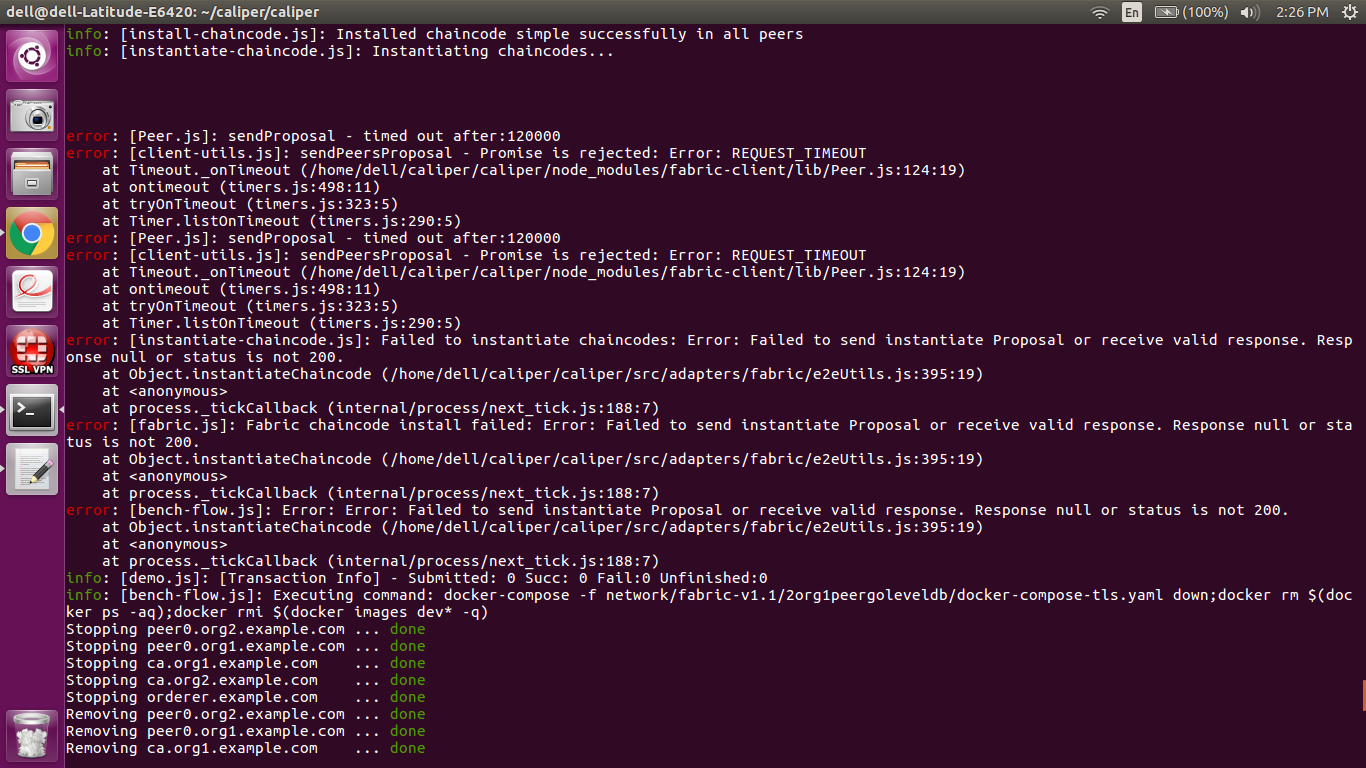 dell@dell-Latitude-E6420: ~/caliper/caliper
En
(100%)
2:26 PM
info: [install-chaincode.js]: Installed chaincode simple successfully in all peers
info: [instantiate-chaincode.js]: Instantiating chaincodes...
error: [Peer.js]: sendProposal - timed out after:120000
error: [client-utils.js]: sendPeersProposal - Promise is rejected: Error: REQUEST_TIMEOUT
    at Timeout._onTimeout (/home/dell/caliper/caliper/node_modules/fabric-client/lib/Peer.js:124:19)
    at ontimeout (timers.js:498:11)
    at tryOnTimeout (timers.js:323:5)
    at Timer.listOnTimeout (timers.js:290:5)
error: [Peer.js]: sendProposal - timed out after:120000
error: [client-utils.js]: sendPeersProposal - Promise is rejected: Error: REQUEST_TIMEOUT
    at Timeout._onTimeout (/home/dell/caliper/caliper/node_modules/fabric-client/lib/Peer.js:124:19)
    at ontimeout (timers.js:498:11)
    at tryOnTimeout (timers.js:323:5)
    at Timer.listOnTimeout (timers.js:290:5)
error: [instantiate-chaincode.js]: Failed to instantiate chaincodes: Error: Failed to send instantiate Proposal or receive valid response. Resp
onse null or status is not 200.
    at Object.instantiateChaincode (/home/dell/caliper/caliper/src/adapters/fabric/e2eUtils.js:395:19)
    at <anonymous>
    at process._tickCallback (internal/process/next_tick.js:188:7)
error: [fabric.js]: Fabric chaincode install failed: Error: Failed to send instantiate Proposal or receive valid response. Response null or sta
tus is not 200.
    at Object.instantiateChaincode (/home/dell/caliper/caliper/src/adapters/fabric/e2eUtils.js:395:19)
    at <anonymous>
    at process._tickCallback (internal/process/next_tick.js:188:7)
error: [bench-flow.js]: Error: Error: Failed to send instantiate Proposal or receive valid response. Response null or status is not 200.
    at Object.instantiateChaincode (/home/dell/caliper/caliper/src/adapters/fabric/e2eUtils.js:395:19)
    at <anonymous>
    at process._tickCallback (internal/process/next_tick.js:188:7)
info: [demo.js]: [Transaction Info] - Submitted: 0 Succ: 0 Fail:0 Unfinished:0
info: [bench-flow.js]: Executing command: docker-compose -f network/fabric-v1.1/2org1peergoleveldb/docker-compose-tls.yaml down;docker rm $(doc
ker ps -aq);docker rmi $(docker images dev* -q)
Stopping peer0.org2.example.com ... done
Stopping peer0.org1.example.com ... done
Stopping ca.org1.example.com    ... done
Stopping ca.org2.example.com    ... done
Stopping orderer.example.com    ... done
Removing peer0.org2.example.com ... done
Removing peer0.org1.example.com ... done
Removing ca.org1.example.com    ... done
SSL VPN